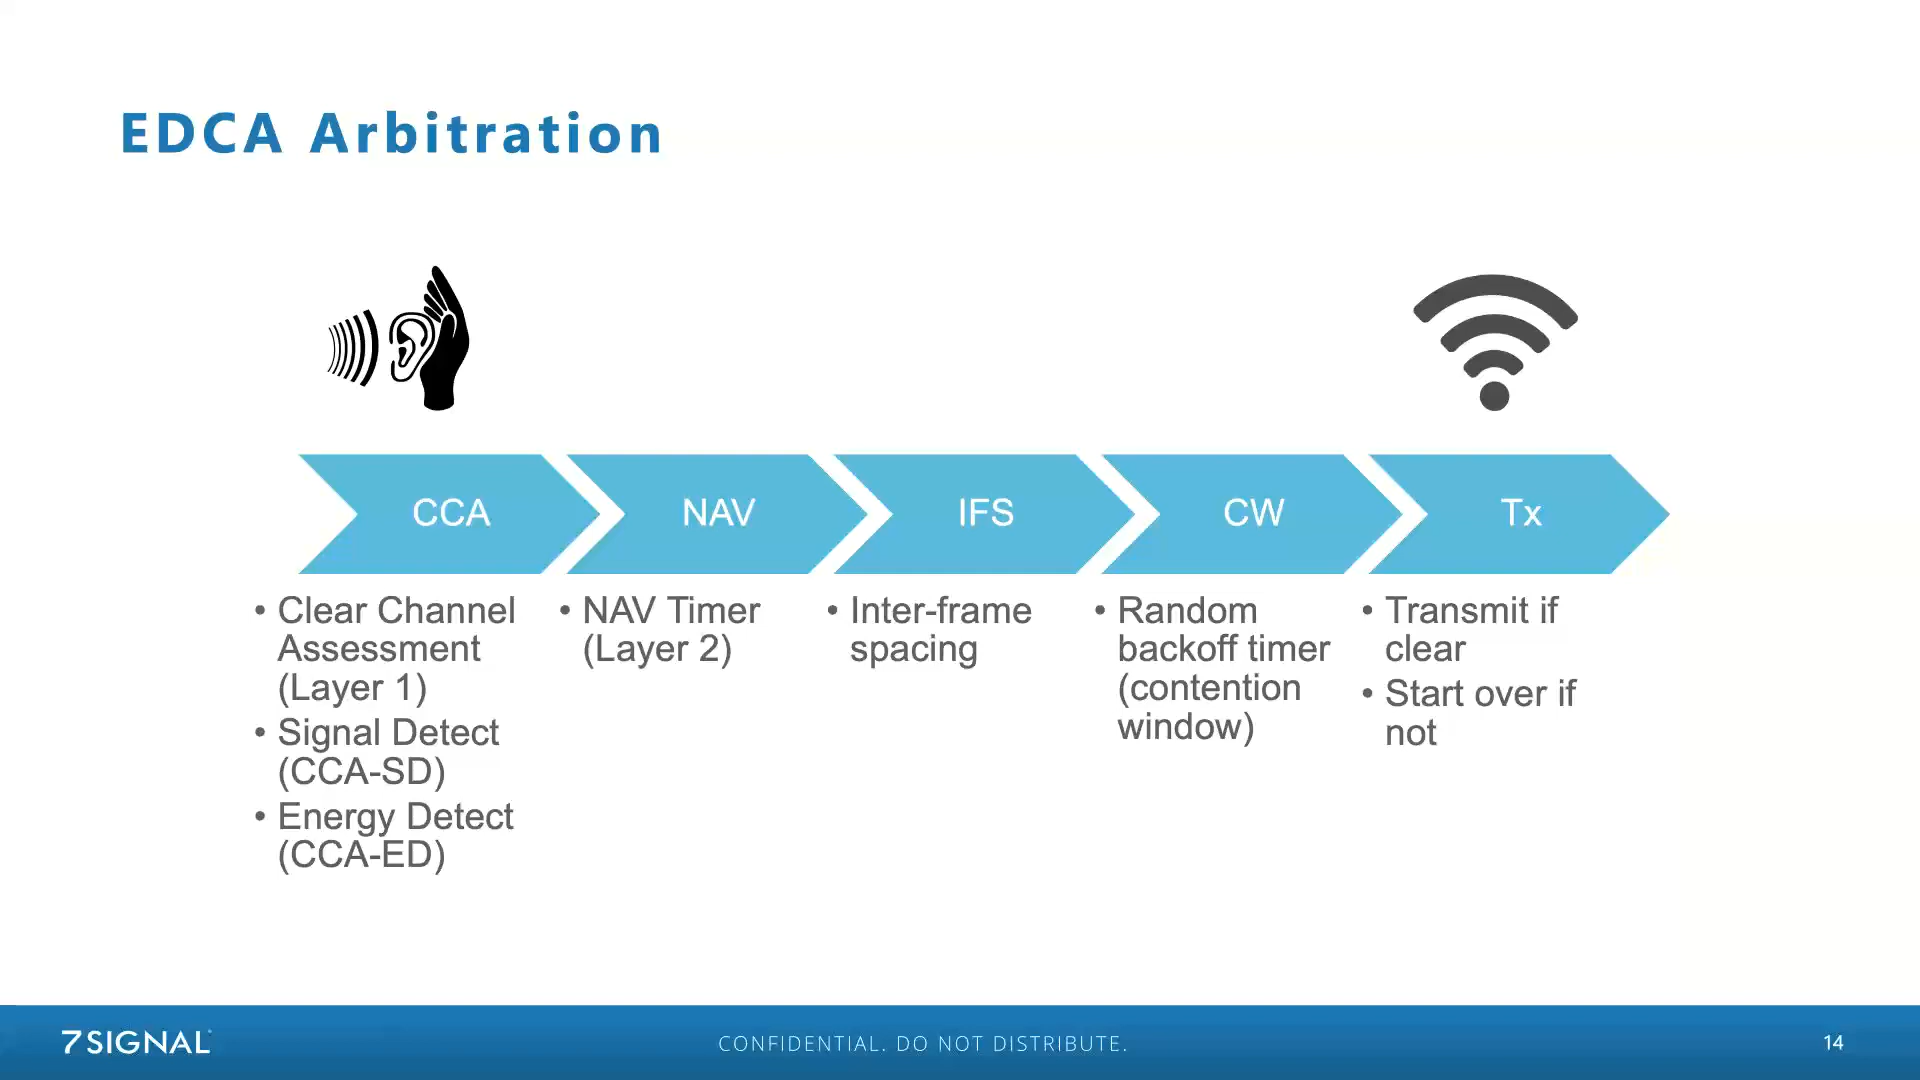 EDCA Arbitration
CCA
NAV
IFS
CW
Tx
• Clear Channel
Assessment
(Layer 1)
• Signal Detect
(CCA-SD)
• Energy Detect
(CCA-ED)
• NAV Timer
(Layer 2)
• Inter-frame
spacing
• Random
backoff timer
(contention
window)
• Transmit if
clear
• Start over if
not
7SIGNAL
CONFIDENTIAL. DO NOT DISTRIBUTE.
14